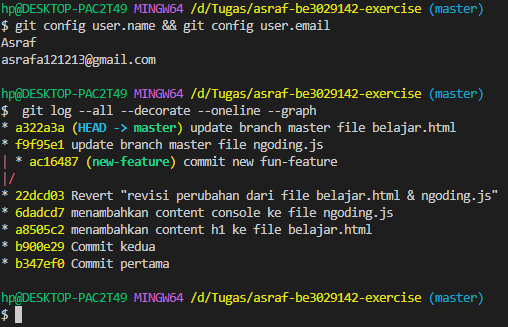 hp@DESKTOP-PAC2T49 MINGW64 /d/Tugas/asraf-be3029142-exercise (master)
$ git config user.name && git config user.email
Asraf
asrafa121213@gmail.com
hp@DESKTOP-PAC2T49 MINGW64 /d/Tugas/asraf-be3029142-exercise (master)
$  git log --all --decorate --oneline --graph
* a322a3a (HEAD -> master) update branch master file belajar.html
* f9f95e1 update branch master file ngoding.js
| * ac16487 (new-feature) commit new fun-feature
|/
* 22dcd03 Revert "revisi perubahan dari file belajar.html & ngoding.js"
* 6dadcd7 menambahkan content console ke file ngoding.js
* a8505c2 menambahkan content h1 ke file belajar.html
* b900e29 Commit kedua
* b347ef0 Commit pertama
hp@DESKTOP-PAC2T49 MINGW64 /d/Tugas/asraf-be3029142-exercise (master)
$